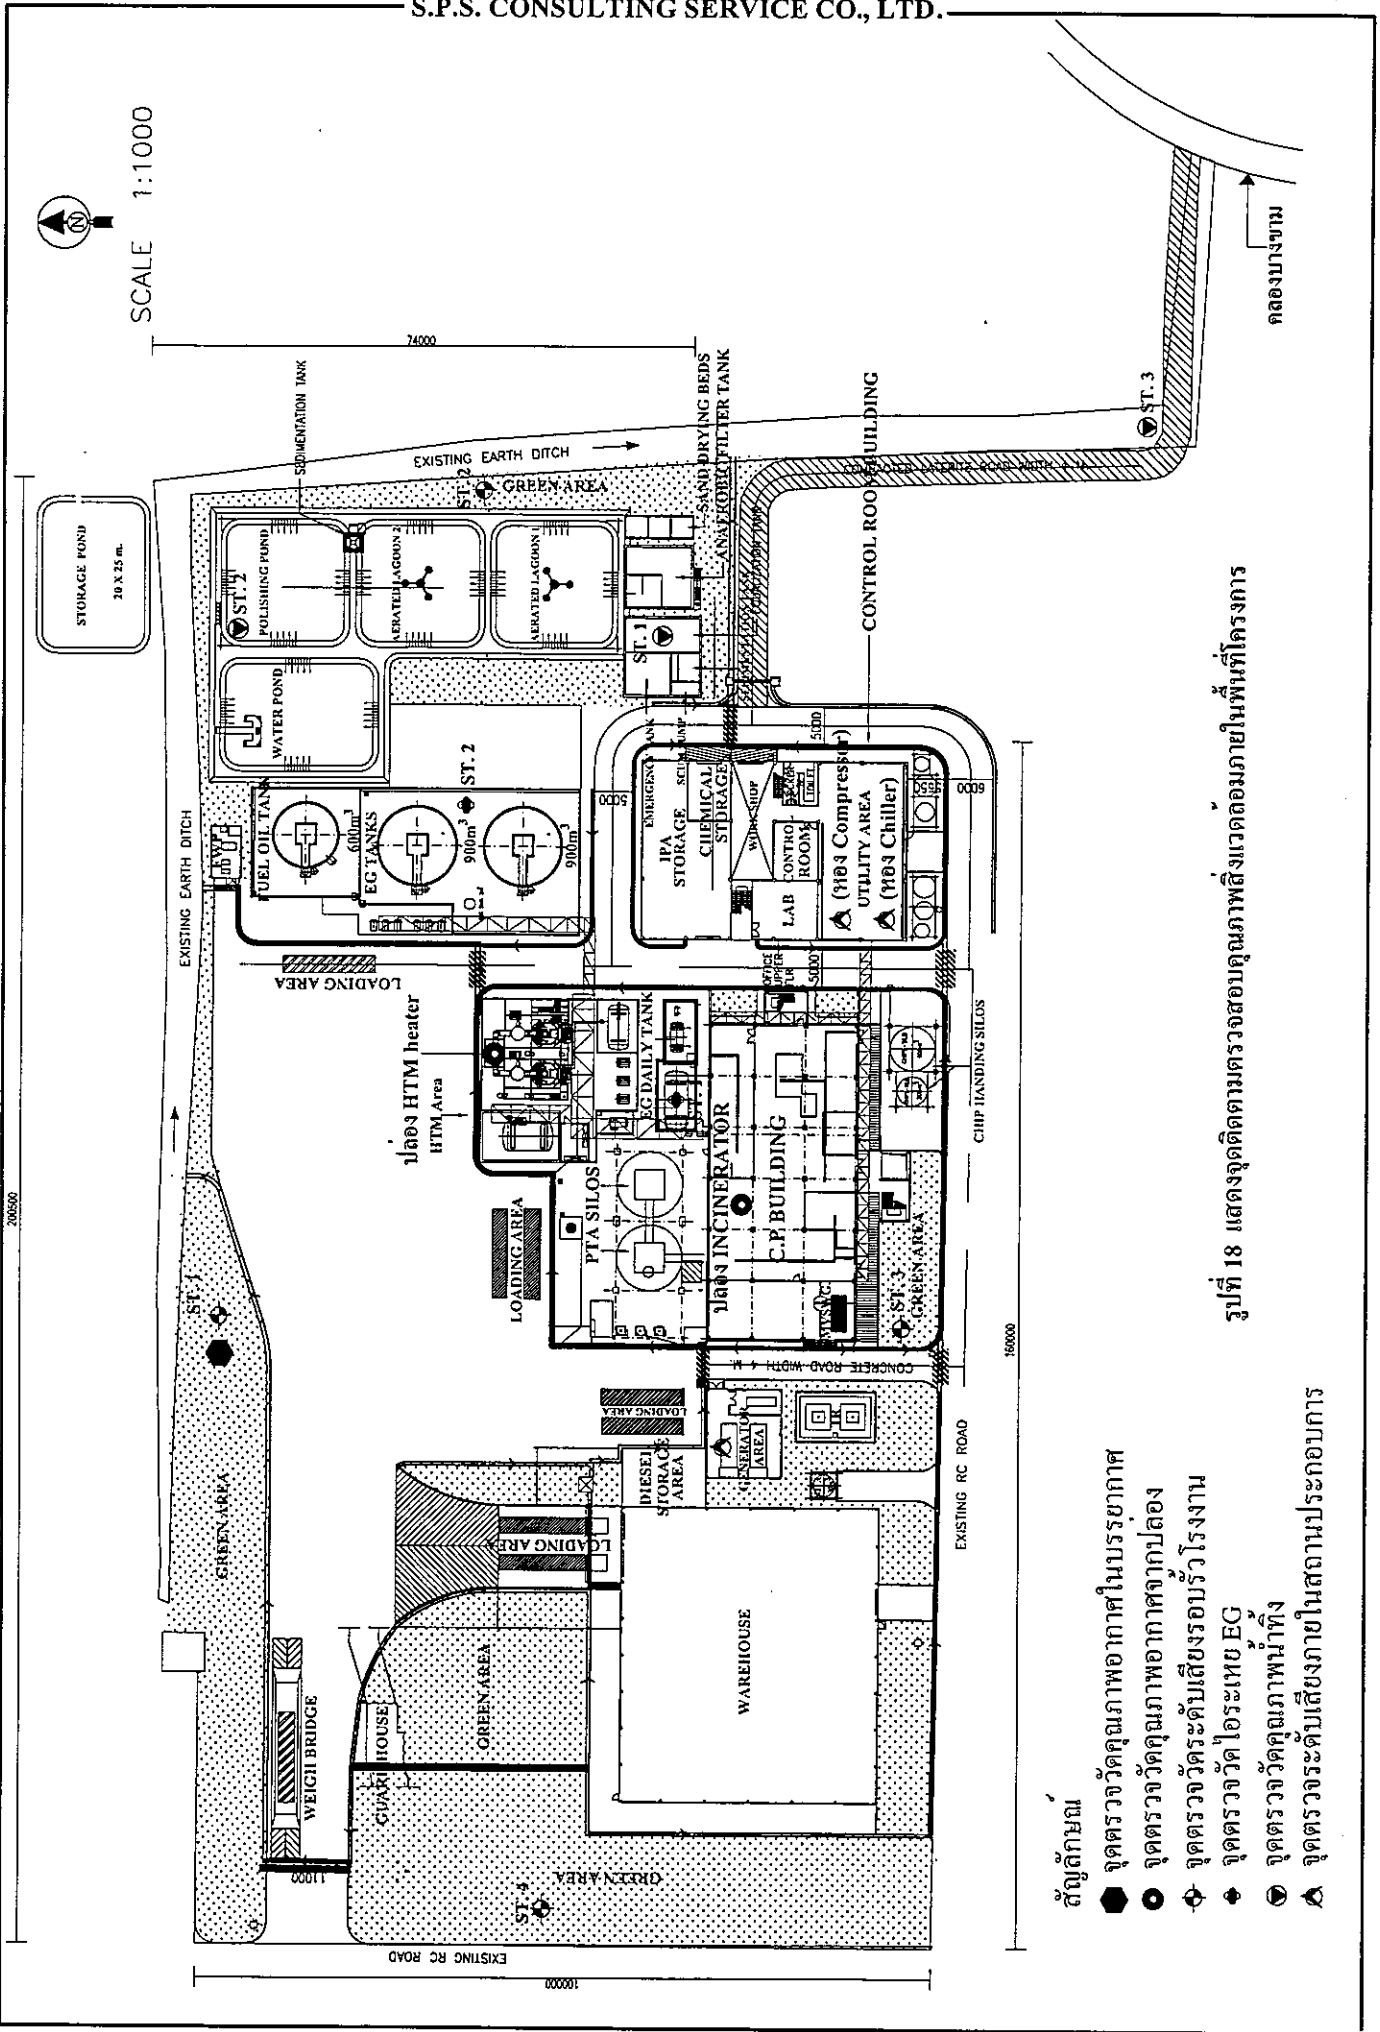 S.P.S. CONSULTING SERVICE CO., LTD.
N
SCALE 1:1000
200500
74000
STORAGE POND
20 X 25 m.
SEDIMENTATION TANK
EXISTING EARTH DITCH
EXISTING EARTH DITCH
ST. 2
GREEN AREA
ST. 2
POLISHING POND
AERATED LAGOON 2
AERATED LAGOON 1
WATER POND
SAND DRYING BEDS
ANAEROBIC FILTER TANK
ST. 1
EMERGENCY TANK
ST. 3
คลองบางขาม
CONTROL ROOM BUILDING
FUEL OIL TANK
600m³
EG TANKS
900m³
900m³
ST. 2
5000
IPA
STORAGE
CHEMICAL
STORAGE
WORKSHOP
LAB
CONTROL
ROOM
TOILET
(ห้อง Compressor)
UTILITY AREA
(ห้อง Chiller)
5000
6000
LOADING AREA
ปล่อง HTM heater
HTM Area
EG DAILY TANK
OFFICE
UPPER
5000
PTA SILOS
ปล่อง INCINERATOR
C.P. BUILDING
CHIP HANDING SILOS
LOADING AREA
ST. 3
GREEN AREA
CONCRETE ROAD WIDTH 4 M.
160000
ST. 1
GREEN AREA
LOADING AREA
DIESEL
STORAGE
AREA
GENERATOR
AREA
EXISTING RC ROAD
LOADING AREA
WAREHOUSE
GREEN AREA
WEIGH BRIDGE
GUARD HOUSE
11000
GREEN AREA
ST. 4
EXISTING RC ROAD
100000
สัญลักษณ์
จุดตรวจวัดคุณภาพอากาศในบรรยากาศ
จุดตรวจวัดคุณภาพอากาศจากปล่อง
จุดตรวจวัดระดับเสียงรอบรั้วโรงงาน
จุดตรวจวัดไอระเหย EG
จุดตรวจวัดคุณภาพน้ำทิ้ง
จุดตรวจระดับเสียงภายในสถานประกอบการ
รูปที่ 18 แสดงจุดติดตามตรวจสอบคุณภาพสิ่งแวดล้อมภายในพื้นที่โครงการ